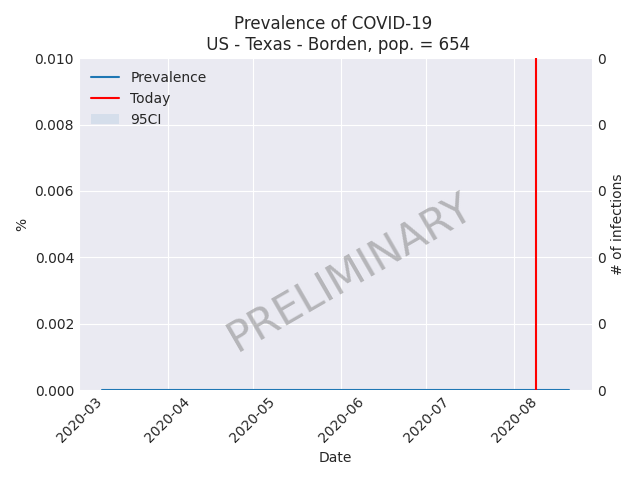 Prevalence of COVID-19
US - Texas - Borden, pop. = 654
0.010
0.008
0.006
0.004
0.002
0.000
%
Prevalence
Today
95CI
PRELIMINARY
0
0
0
0
0
0
# of infections
2020-03
2020-04
2020-05
2020-06
2020-07
2020-08
Date